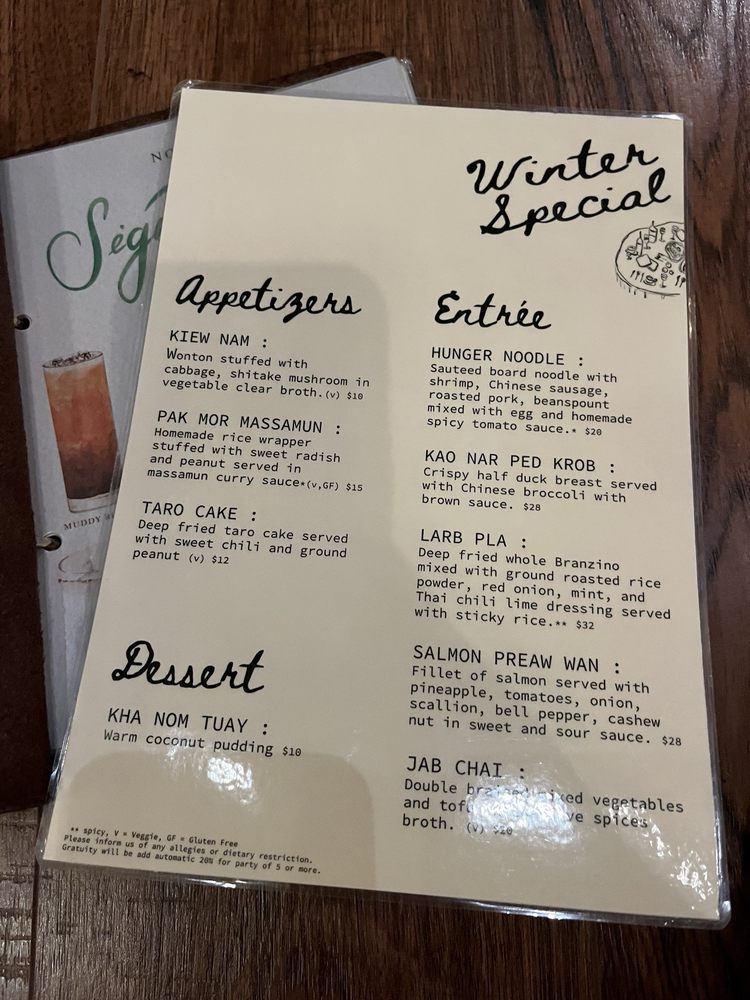 Winter
Special
Appetizers
KIEW NAM :
Wonton stuffed with
cabbage, shitake mushroom in
vegetable clear broth.(v) $10
PAK MOR MASSAMUN :
Homemade rice wrapper
stuffed with sweet radish
and peanut served in
massamun curry sauce*(v,GF) $15
TARO CAKE :
Deep fried taro cake served
with sweet chili and ground
peanut (v) $12
Dessert
KHA NOM TUAY :
Warm coconut pudding $10
** spicy, V = Veggie, GF = Gluten Free
Please inform us of any allegies or dietary restriction.
Gratuity will be add automatic 20% for party of 5 or more.
Entrée
HUNGER NOODLE :
Sauteed board noodle with
shrimp, Chinese sausage,
roasted pork, beanspount
mixed with egg and homemade
spicy tomato sauce.* $20
KAO NAR PED KROB :
Crispy half duck breast served
with Chinese broccoli with
brown sauce. $28
LARB PLA :
Deep fried whole Branzino
mixed with ground roasted rice
powder, red onion, mint, and
Thai chili lime dressing served
with sticky rice.** $32
SALMON PREAW WAN :
Fillet of salmon served with
pineapple, tomatoes, onion,
scallion, bell pepper, cashew
nut in sweet and sour sauce. $28
JAB CHAI :
Double braised mixed vegetables
and tofu spices
broth. (V) $20
MUDDY